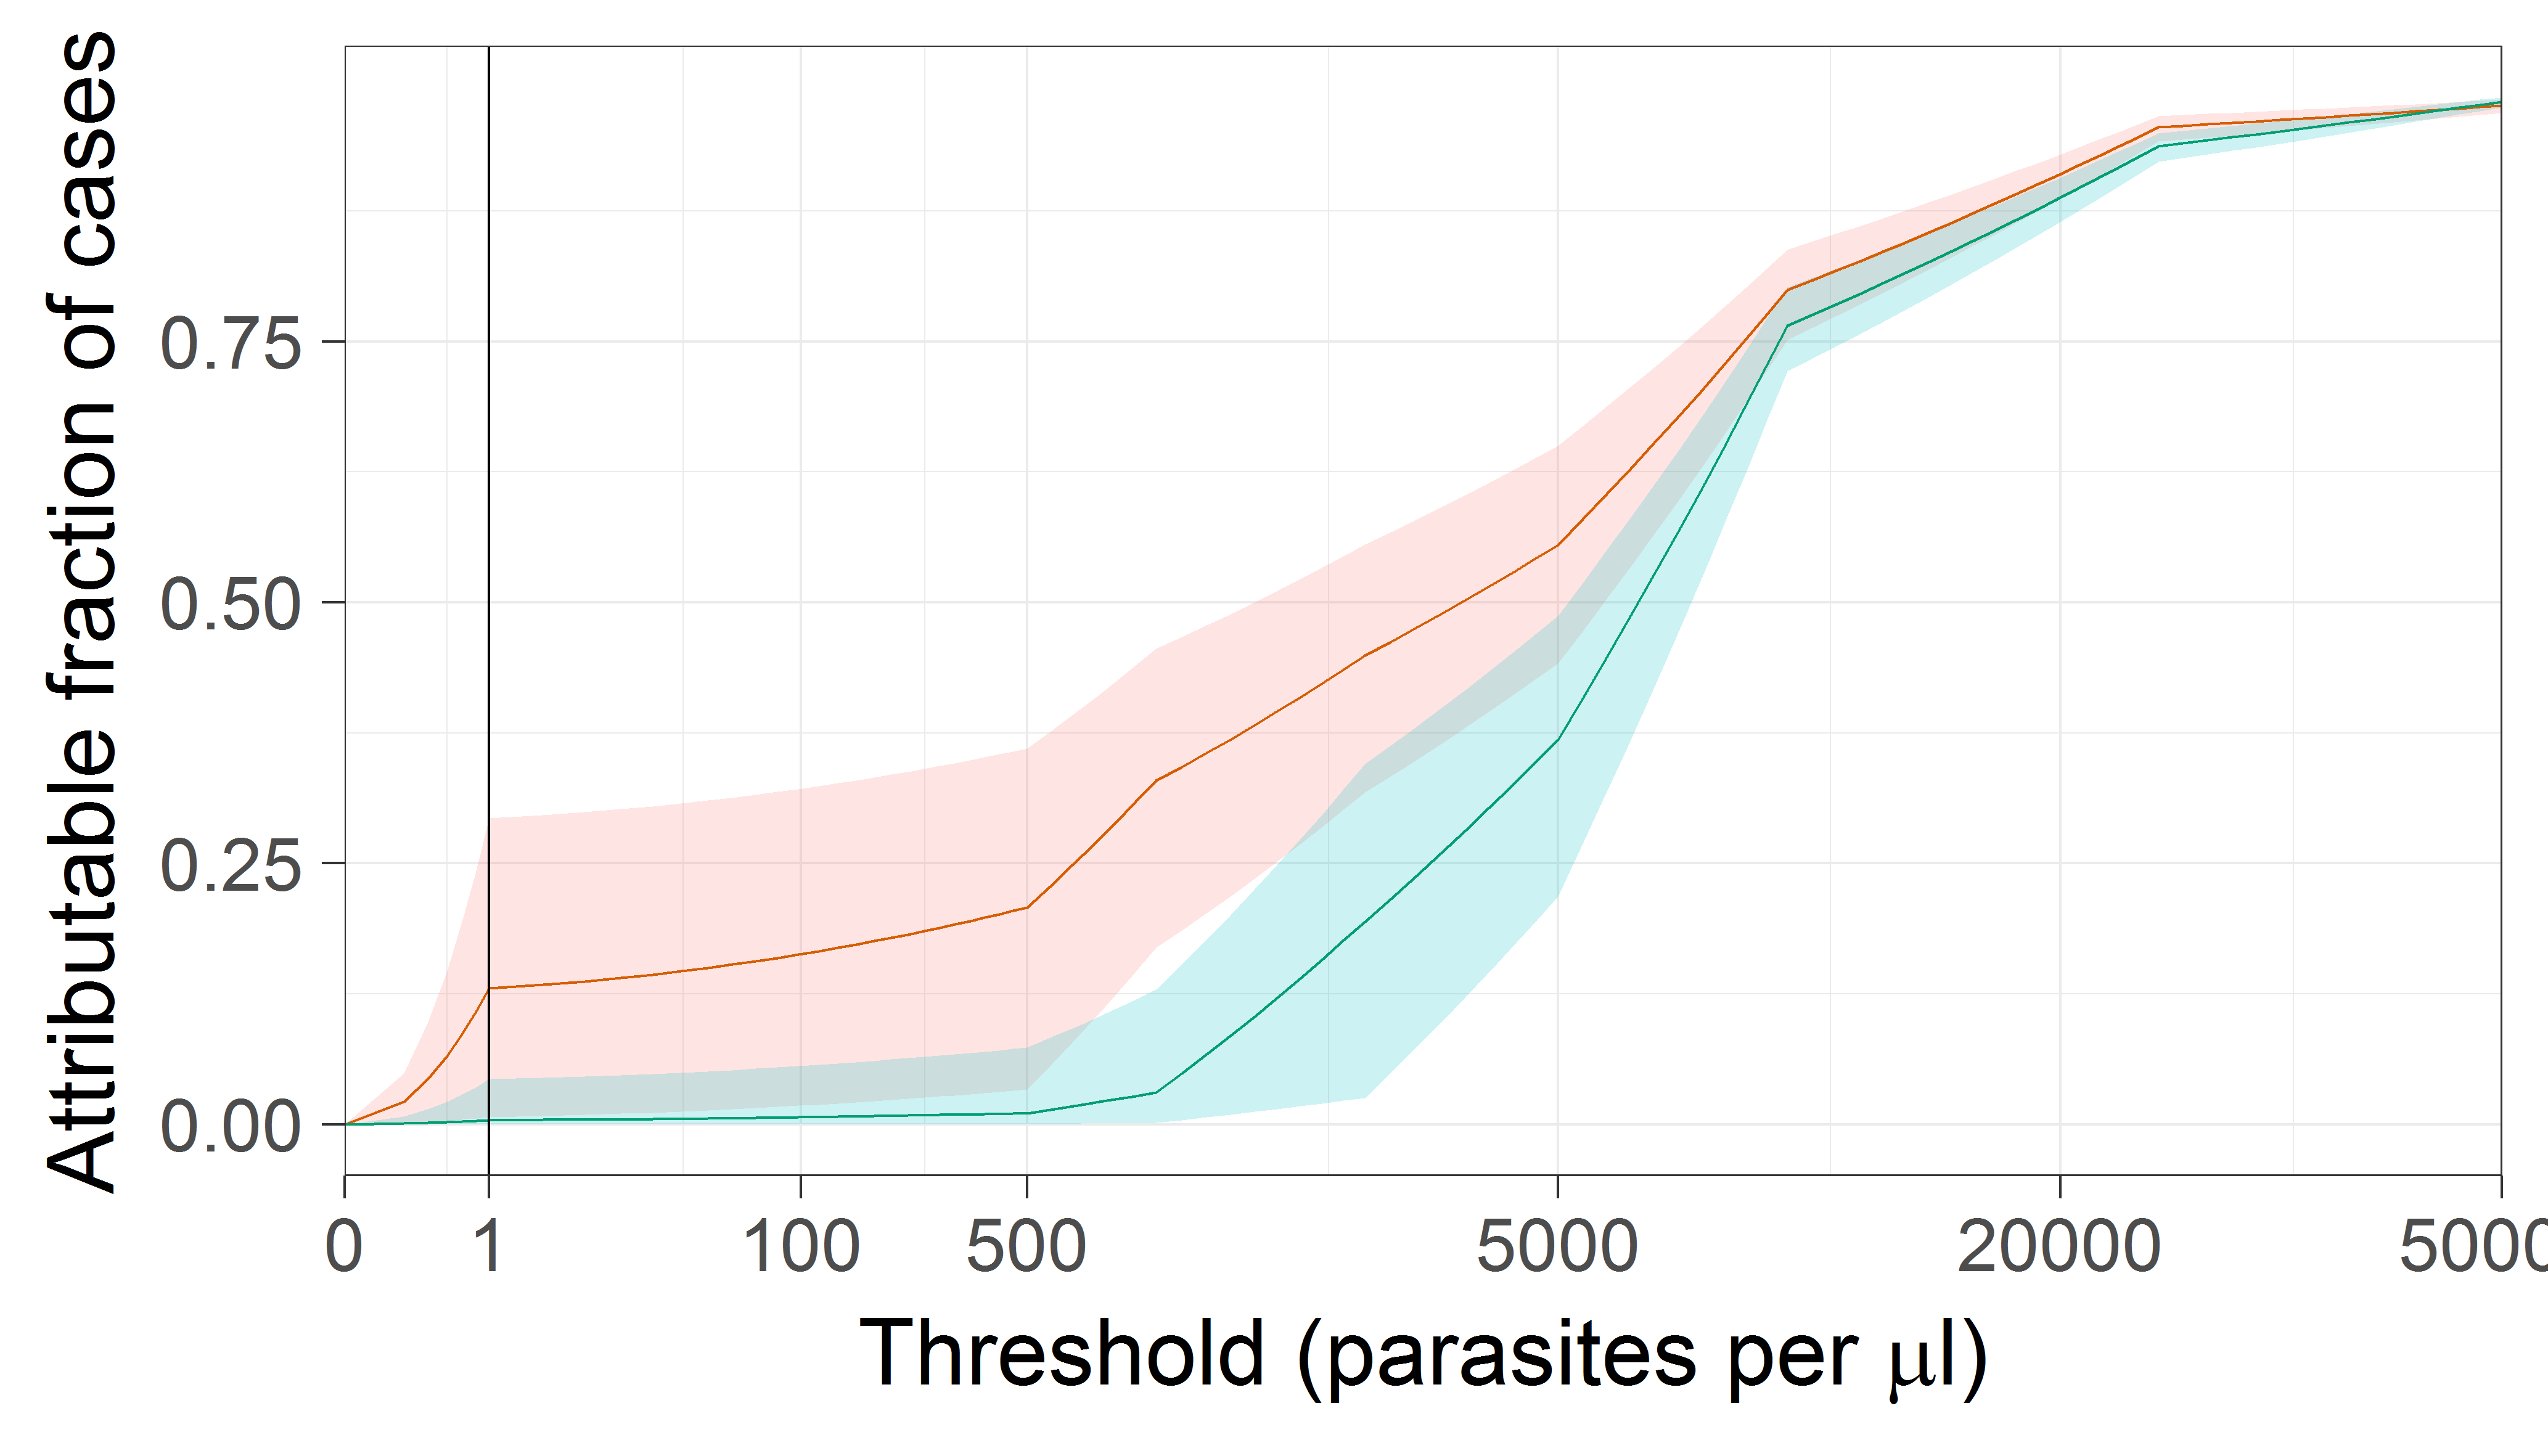 Attributable fraction of cases
0.75
0.50
0.25
0.00
0 1 100 500 5000 20000 5000
Threshold (parasites per μl)